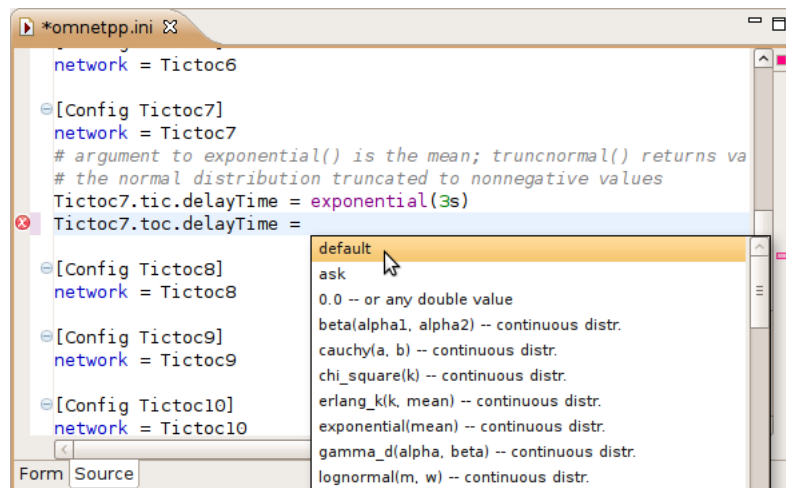 *omnetpp.ini
network = Tictoc6
[Config Tictoc7]
network = Tictoc7
# argument to exponential() is the mean; truncnormal() returns va
# the normal distribution truncated to nonnegative values
Tictoc7.tic.delayTime = exponential(3s)
Tictoc7.toc.delayTime =
default
ask
[Config Tictoc8]
network = Tictoc8
0.0 -- or any double value
beta(alpha1, alpha2) -- continuous distr.
[Config Tictoc9]
network = Tictoc9
cauchy(a, b) -- continuous distr.
chi_square(k) -- continuous distr.
[Config Tictoc10]
network = Tictoc10
erlang_k(k, mean) -- continuous distr.
exponential(mean) -- continuous distr.
gamma_d(alpha, beta) -- continuous distr.
lognormal(m, w) -- continuous distr.
Form Source